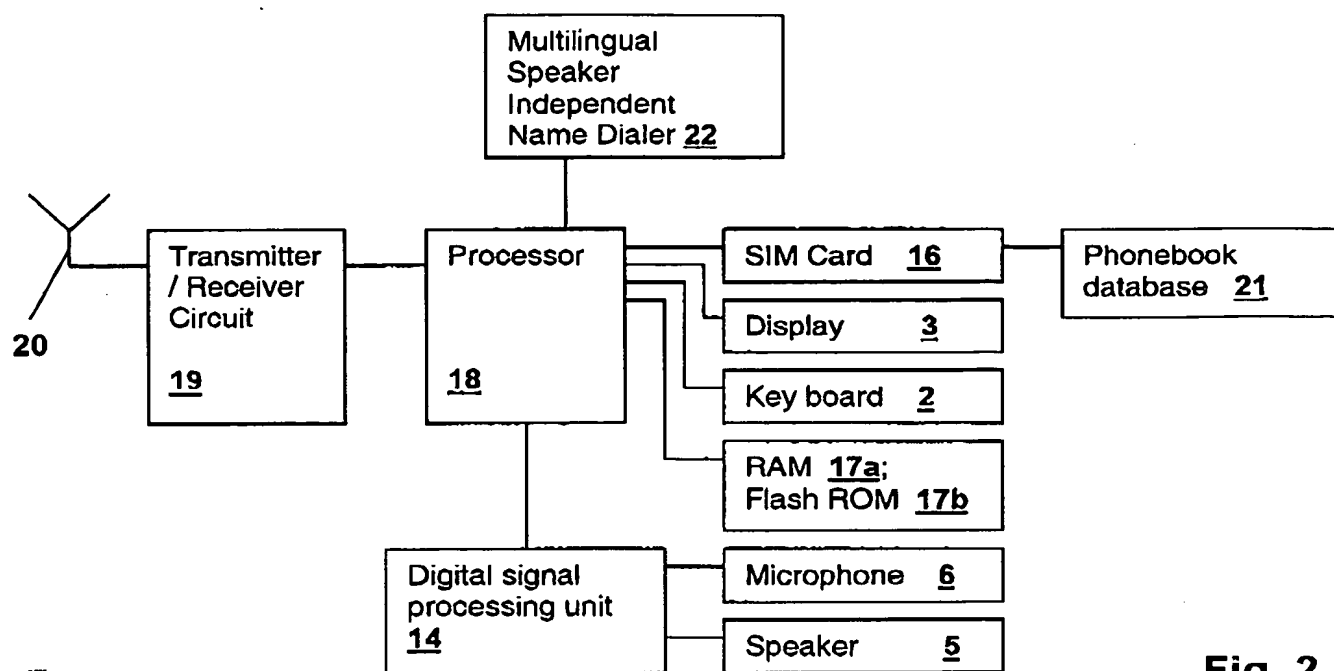 Multilingual
Speaker
Independent
Name Dialer 22
Transmitter
/ Receiver
Circuit
19
20
Processor
18
SIM Card 16
Phonebook
database 21
Display 3
Key board 2
RAM 17a;
Flash ROM 17b
Digital signal
processing unit
14
Microphone 6
Speaker 5
Fig. 2